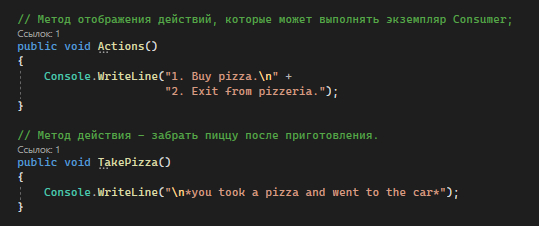 // Метод отображения действий, которые может выполнять экземпляр Consumer;
Ссылок: 1
public void Actions()
{
Console.WriteLine("1. Buy pizza.\n" +
"2. Exit from pizzeria.");
}
// Метод действия – забрать пиццу после приготовления.
Ссылок: 1
public void TakePizza()
{
Console.WriteLine("\n*you took a pizza and went to the car*");
}